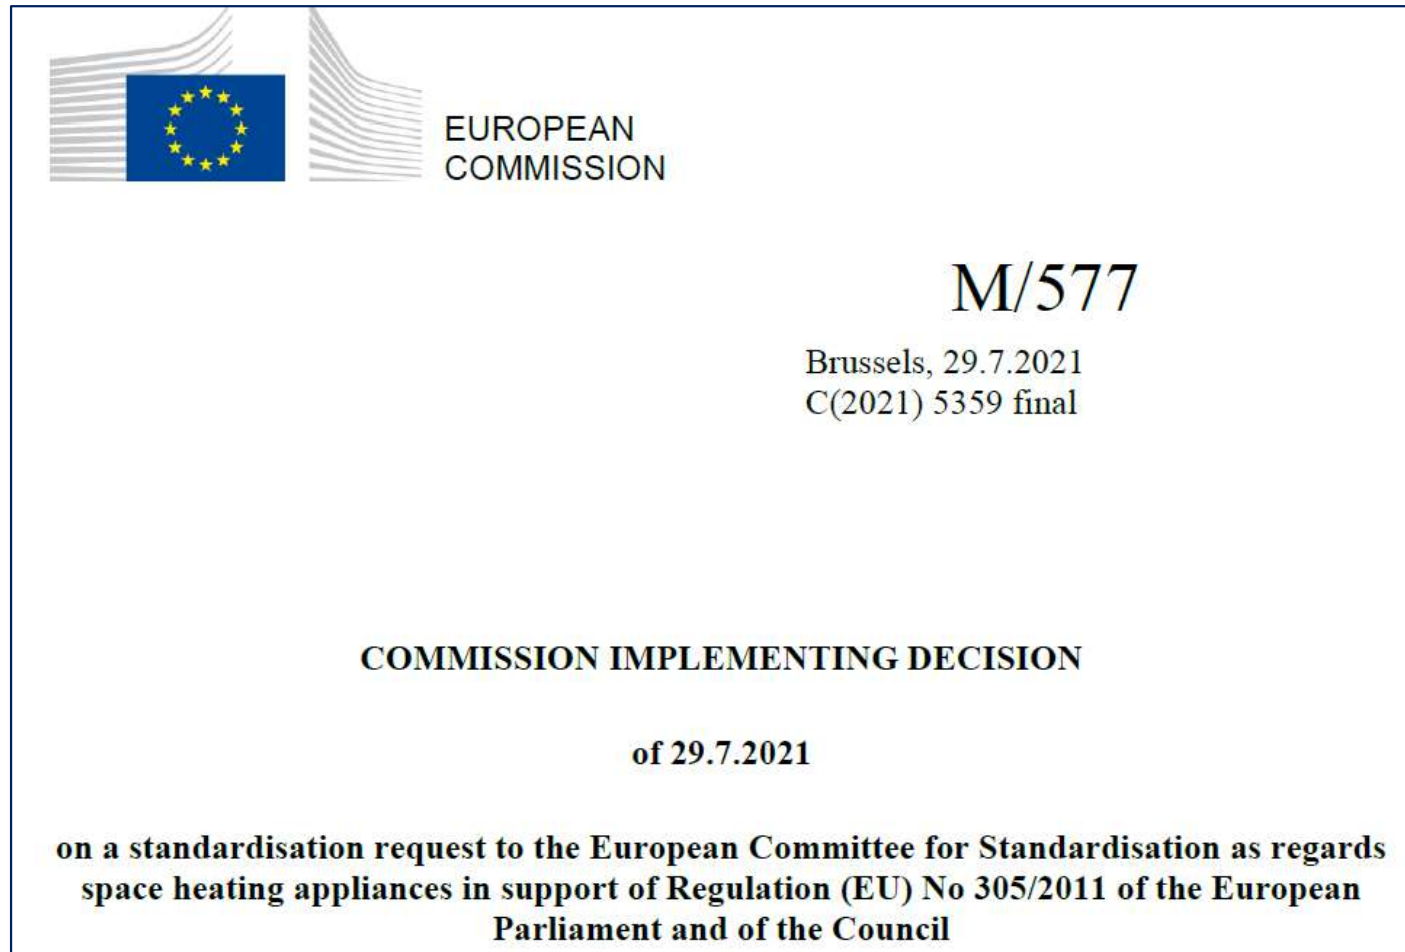 EUROPEAN
COMMISSION
M/577
Brussels, 29.7.2021
C(2021) 5359 final
COMMISSION IMPLEMENTING DECISION
of 29.7.2021
on a standardisation request to the European Committee for Standardisation as regards
space heating appliances in support of Regulation (EU) No 305/2011 of the European
Parliament and of the Council